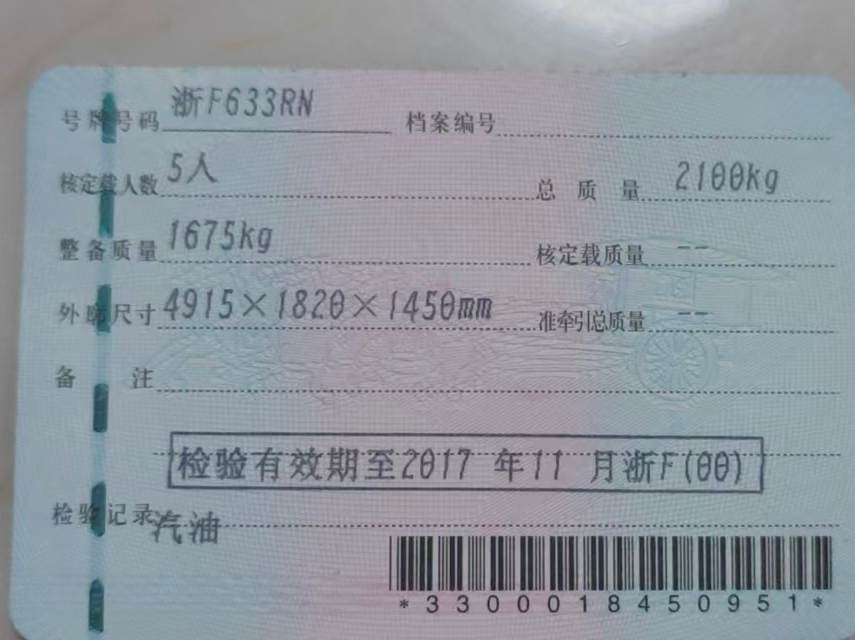 号牌号码 浙F633RN 档案编号
核定载人数 5人 总质量 2100kg
整备质量 1675kg 核定载质量 --
外廓尺寸 4915×1820×1450mm 准牵引总质量 --
备注
检验有效期至2017 年11 月浙F(00)
检验记录 汽油
*3300018450951*